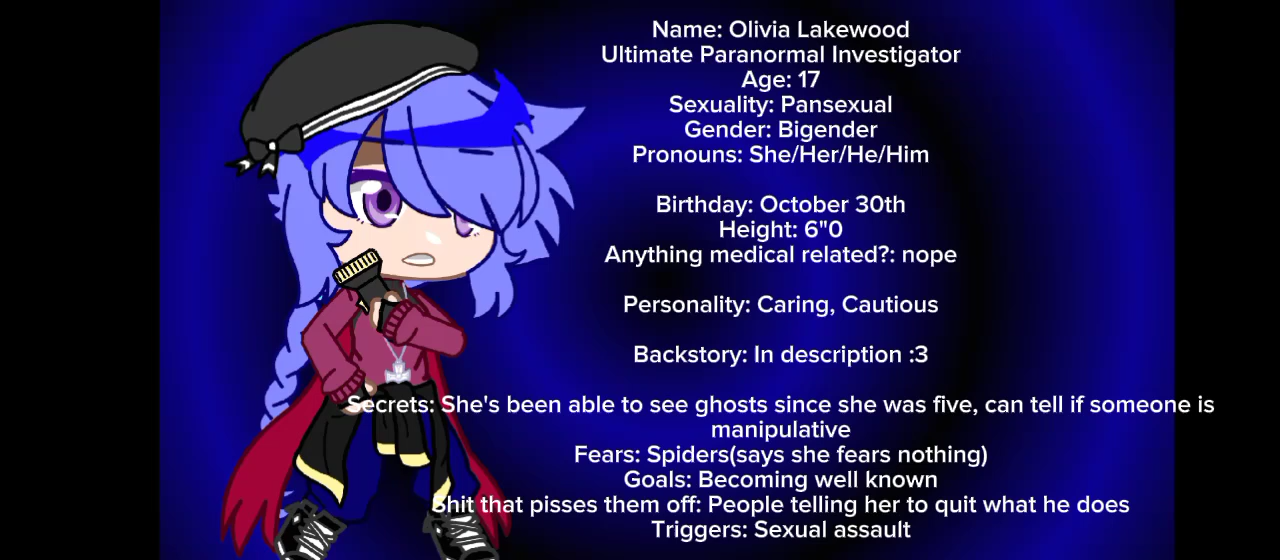 Name: Olivia Lakewood
Ultimate Paranormal Investigator
Age: 17
Sexuality: Pansexual
Gender: Bigender
Pronouns: She/Her/He/Him
Birthday: October 30th
Height: 6"0
Anything medical related?: nope
Personality: Caring, Cautious
Backstory: In description :3
Secrets: She's been able to see ghosts since she was five, can tell if someone is
manipulative
Fears: Spiders(says she fears nothing)
Goals: Becoming well known
Shit that pisses them off: People telling her to quit what he does
Triggers: Sexual assault